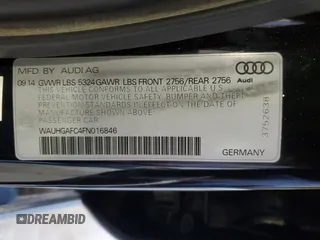 MFD BY AUDI AG
09 14 Audi
GVWR LBS 5324 GAWR LBS FRONT 2756/REAR 2756
THIS VEHICLE CONFORMS TO ALL APPLICABLE
FEDERAL MOTOR VEHICLE SAFETY,
BUMPER, AND THEFT PREVENTION STANDARDS
IN EFFECT ON THE DATE OF MANUFACTURE
SHOWN ABOVE
PASSENGER CAR
WAUHGAFC4FN016846
GERMANY
3752638
DREAMBID